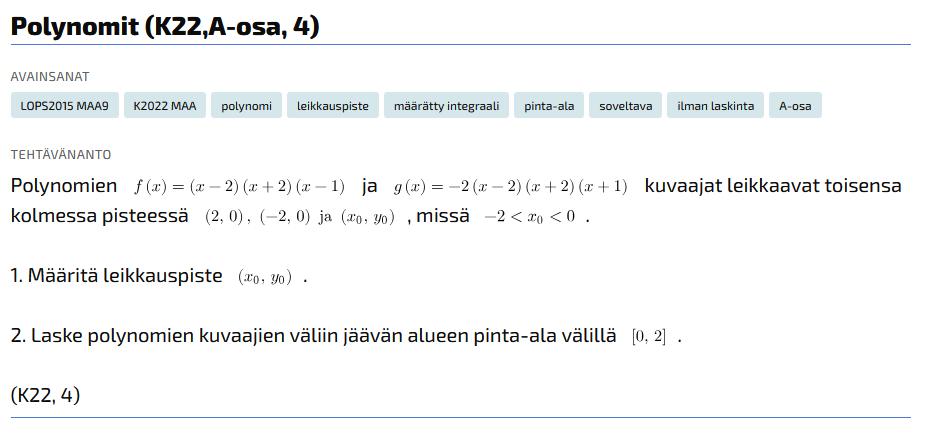 Polynomit (K22,A-osa, 4)
AVAINSANAT
LOPS2015 MAA9 K2022 MAA polynomi leikkauspiste määrätty integraali pinta-ala soveltava ilman laskinta A-osa
TEHTÄVÄNANTO
Polynomien f (x) = (x − 2) (x + 2) (x − 1) ja g (x) = −2 (x − 2) (x + 2) (x + 1) kuvaajat leikkaavat toisensa
kolmessa pisteessä (2, 0) , (−2, 0) ja (x₀, y₀) , missä −2 < x₀ < 0 .
1. Määritä leikkauspiste (x₀, y₀) .
2. Laske polynomien kuvaajien väliin jäävän alueen pinta-ala välillä [0, 2] .
(K22, 4)